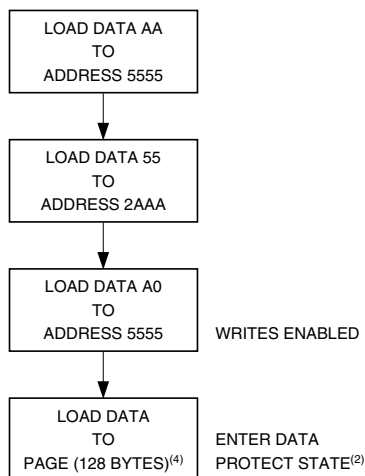 LOAD DATA AA
TO
ADDRESS 5555
LOAD DATA 55
TO
ADDRESS 2AAA
LOAD DATA A0
TO
ADDRESS 5555
WRITES ENABLED
LOAD DATA
TO
PAGE (128 BYTES)(4)
ENTER DATA
PROTECT STATE(2)